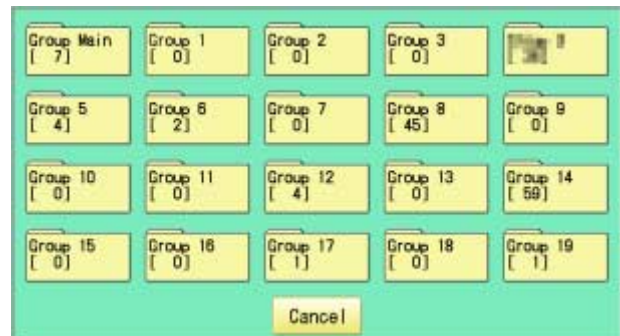 Group Main
[ 7]
Group 1
[ 0]
Group 2
[ 0]
Group 3
[ 0]
Group 5
[ 4]
Group 6
[ 2]
Group 7
[ 0]
Group 8
[ 45]
Group 9
[ 0]
Group 10
[ 0]
Group 11
[ 0]
Group 12
[ 4]
Group 13
[ 0]
Group 14
[ 59]
Group 15
[ 0]
Group 16
[ 0]
Group 17
[ 1]
Group 18
[ 0]
Group 19
[ 1]
Cancel